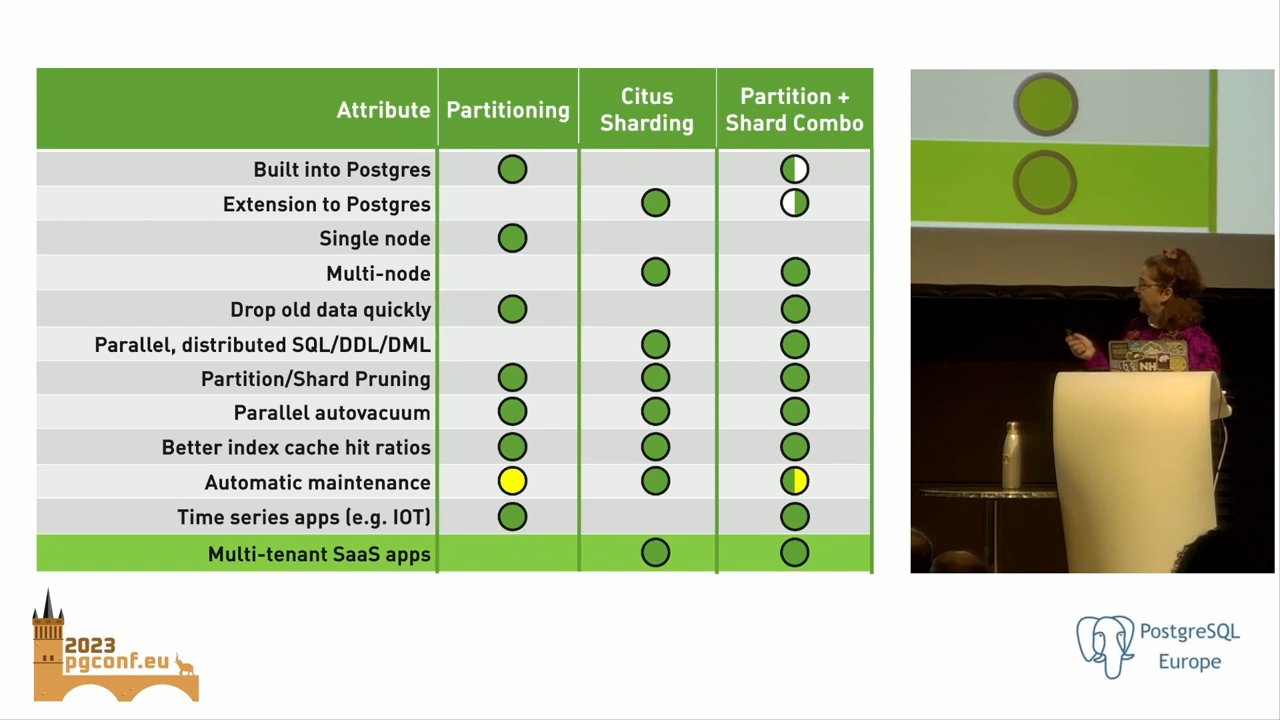 Attribute
Partitioning
Citus
Sharding
Partition +
Shard Combo
Built into Postgres
Extension to Postgres
Single node
Multi-node
Drop old data quickly
Parallel, distributed SQL/DDL/DML
Partition/Shard Pruning
Parallel autovacuum
Better index cache hit ratios
Automatic maintenance
Time series apps (e.g. IOT)
Multi-tenant SaaS apps
NH
2023
pgconf.eu
PostgreSQL
Europe